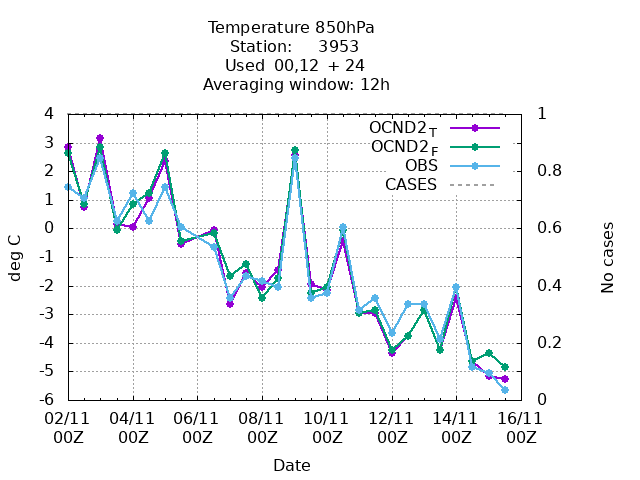 Temperature 850hPa
Station: 3953
Used 00,12 + 24
Averaging window: 12h
4 1
3
2 0.8
1
0 0.6
-1
-2 0.4
-3
-4 0.2
-5
-6 0
OCND2T
OCND2F
OBS
CASES
deg C
No cases
02/11 04/11 06/11 08/11 10/11 12/11 14/11 16/11
00Z 00Z 00Z 00Z 00Z 00Z 00Z 00Z
Date